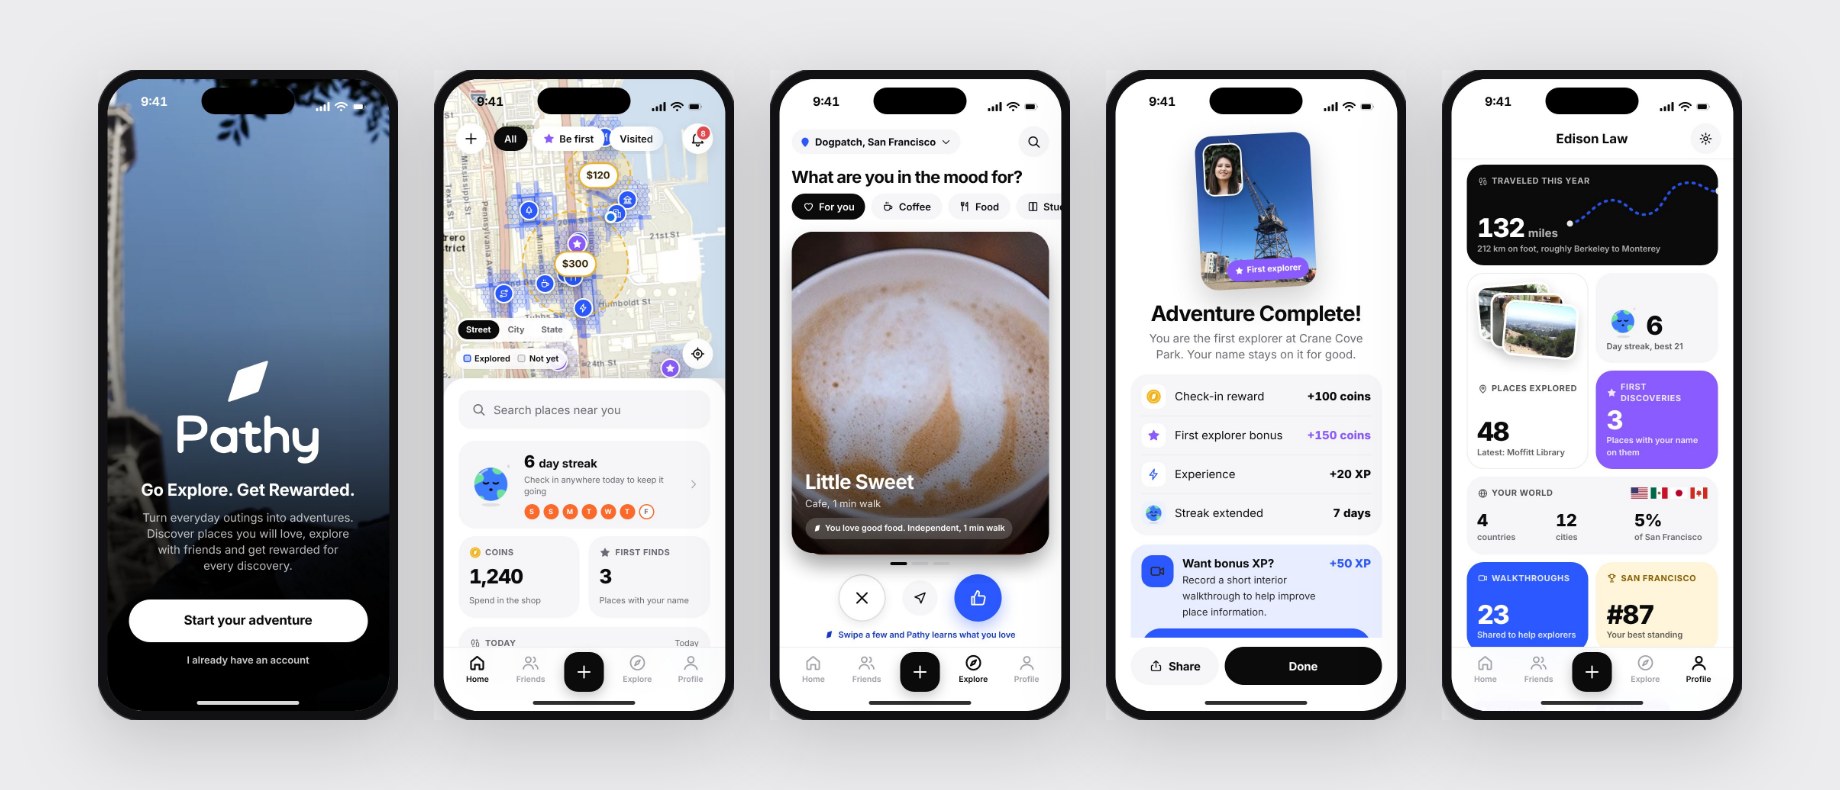 9:41
Pathy
Go Explore. Get Rewarded.
Turn everyday outings into adventures.
Discover places you will love, explore
with friends and get rewarded for
every discovery.
Start your adventure
I already have an account
9:41
All
Be first
Visited
8
$120
$300
Mississippi St
Texas St
Pennsylvania Ave
21st St
Humboldt St
24th St
Street
City
State
Explored
Not yet
Search places near you
6 day streak
Check in anywhere today to keep it
going
S S M T W T F
COINS
1,240
Spend in the shop
FIRST FINDS
3
Places with your name
TODAY
Today
Home
Friends
Explore
Profile
9:41
Dogpatch, San Francisco
What are you in the mood for?
For you
Coffee
Food
Little Sweet
Cafe, 1 min walk
You love good food. Independent, 1 min walk
Swipe a few and Pathy learns what you love
Home
Friends
Explore
Profile
9:41
First explorer
Adventure Complete!
You are the first explorer at Crane Cove
Park. Your name stays on it for good.
Check-in reward +100 coins
First explorer bonus +150 coins
Experience +20 XP
Streak extended 7 days
Want bonus XP? +50 XP
Record a short interior
walkthrough to help improve
place information.
Share
Done
9:41
Edison Law
TRAVELED THIS YEAR
132 miles
212 km on foot, roughly Berkeley to Monterey
PLACES EXPLORED
48
Latest: Moffitt Library
6
Day streak, best 21
FIRST
DISCOVERIES
3
Places with your name
on them
YOUR WORLD
4
countries
12
cities
5%
of San Francisco
WALKTHROUGHS
23
Shared to help explorers
SAN FRANCISCO
#87
Your best standing
Home
Friends
Explore
Profile